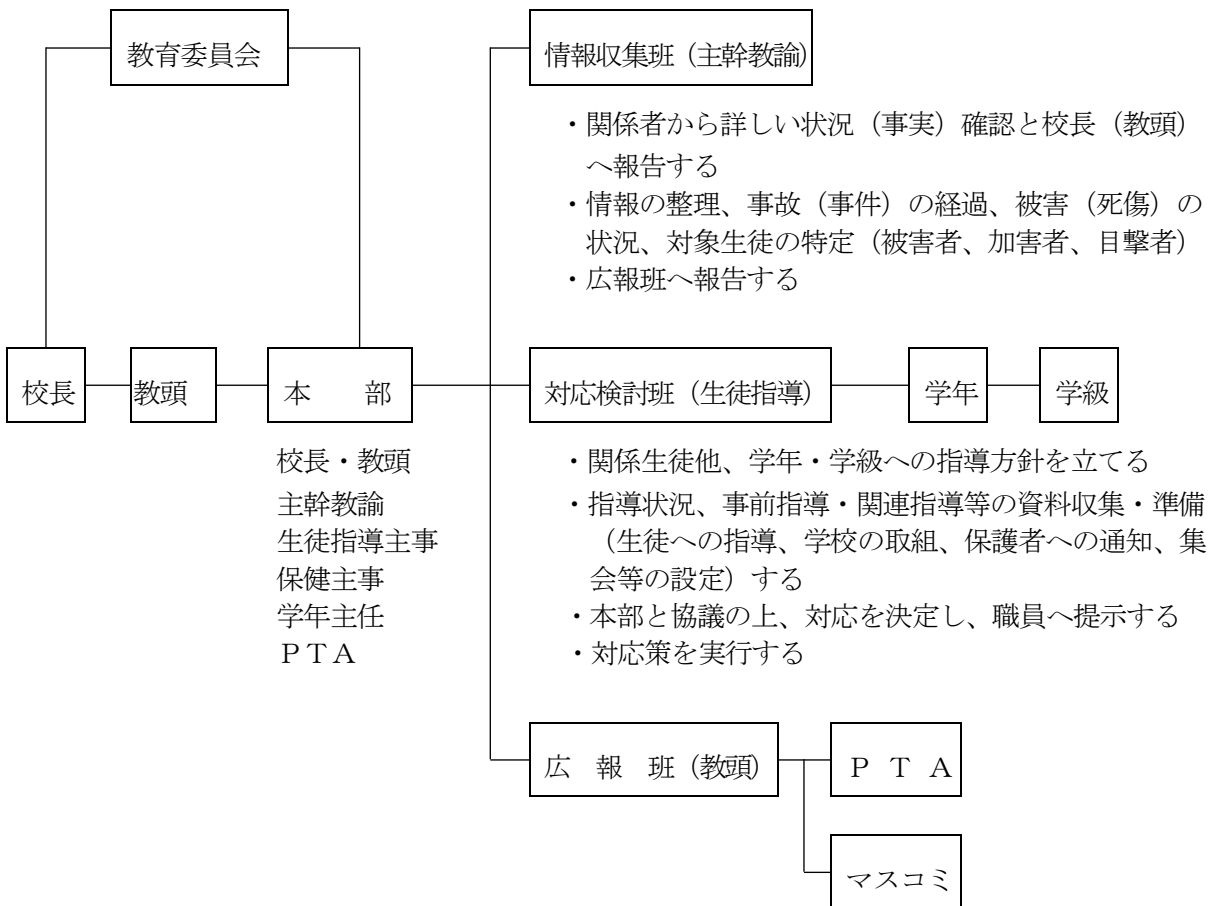 教育委員会
情報収集班（主幹教諭）
・関係者から詳しい状況（事実）確認と校長（教頭）
へ報告する
・情報の整理、事故（事件）の経過、被害（死傷）の
状況、対象生徒の特定（被害者、加害者、目撃者）
・広報班へ報告する
校長
教頭
本　部
対応検討班（生徒指導）
学年
学級
校長・教頭
主幹教諭
生徒指導主事
保健主事
学年主任
ＰＴＡ
・関係生徒他、学年・学級への指導方針を立てる
・指導状況、事前指導・関連指導等の資料収集・準備
（生徒への指導、学校の取組、保護者への通知、集
会等の設定）する
・本部と協議の上、対応を決定し、職員へ提示する
・対応策を実行する
広　報　班（教頭）
Ｐ Ｔ Ａ
マスコミ